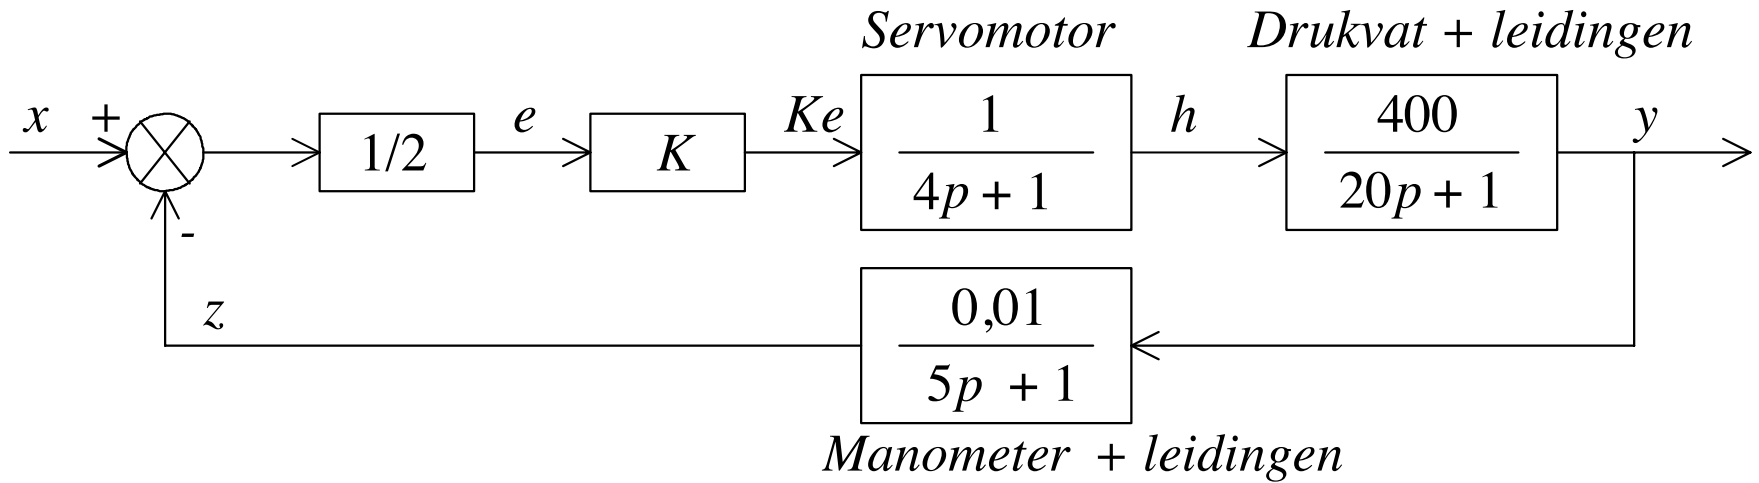 Servomotor
Drukvat + leidingen
x
+
1/2
e
K
Ke
1
4p + 1
h
400
20p + 1
y
-
z
0,01
5p + 1
Manometer + leidingen